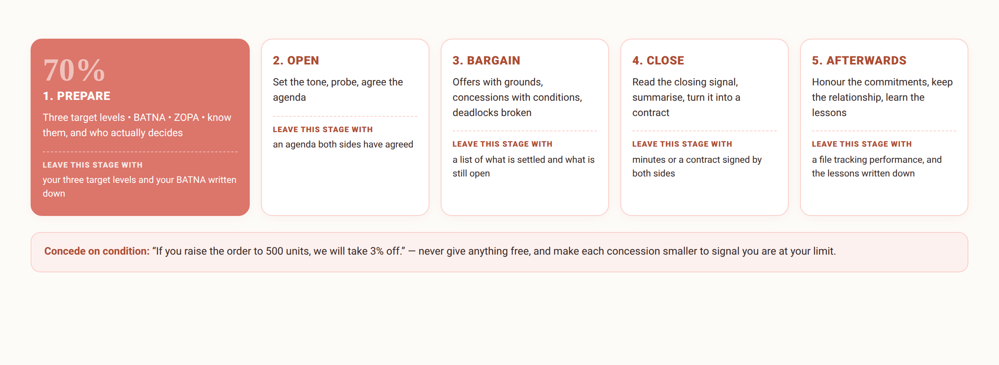 70%
1. PREPARE
Three target levels • BATNA • ZOPA • know
them, and who actually decides
LEAVE THIS STAGE WITH
your three target levels and your BATNA written
down
2. OPEN
Set the tone, probe, agree the
agenda
LEAVE THIS STAGE WITH
an agenda both sides have agreed
3. BARGAIN
Offers with grounds,
concessions with conditions,
deadlocks broken
LEAVE THIS STAGE WITH
a list of what is settled and what is
still open
4. CLOSE
Read the closing signal,
summarise, turn it into a
contract
LEAVE THIS STAGE WITH
minutes or a contract signed by
both sides
5. AFTERWARDS
Honour the commitments, keep
the relationship, learn the
lessons
LEAVE THIS STAGE WITH
a file tracking performance, and
the lessons written down
Concede on condition: “If you raise the order to 500 units, we will take 3% off.” — never give anything free, and make each concession smaller to signal you are at your limit.